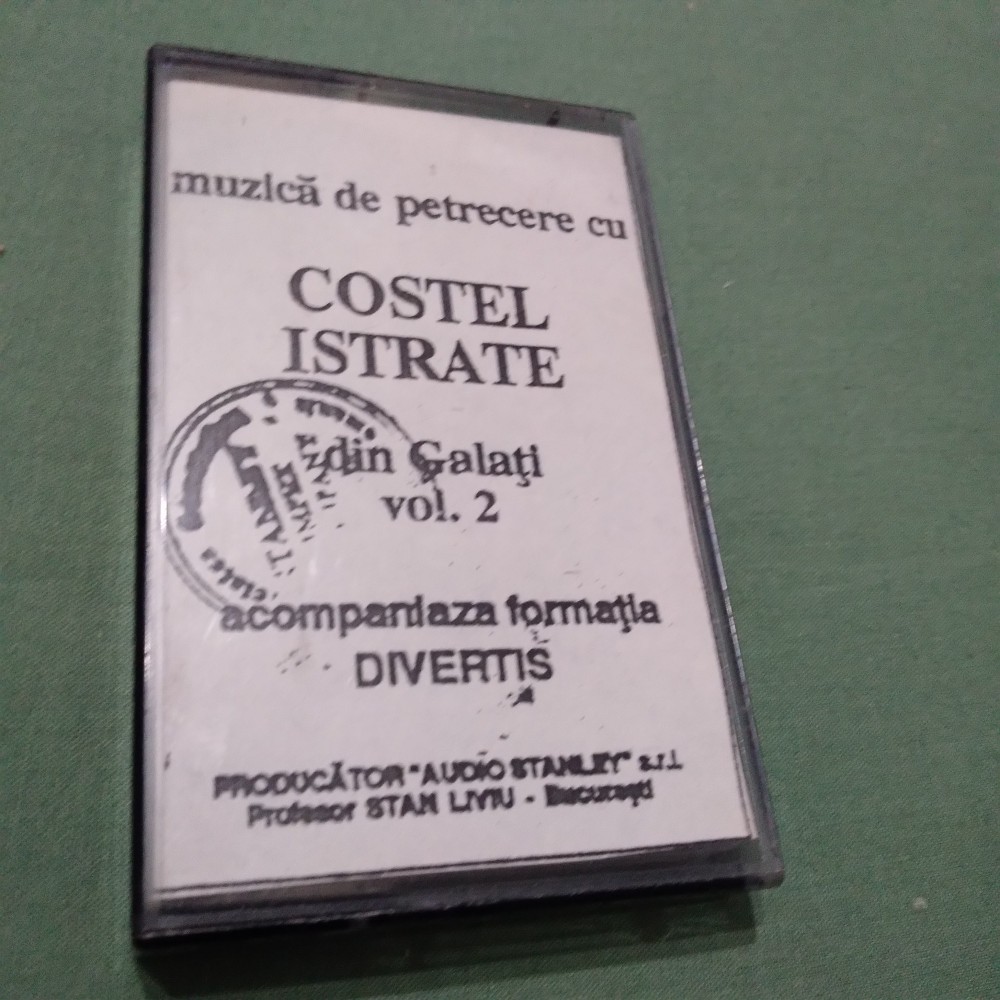 muzică de petrecere cu
COSTEL
ISTRATE
din Galaţi
vol. 2
acompaniaza formaţia
DIVERTIS
PRODUCĂTOR "AUDIO STANLEY" s.r.l.
Profesor STAN LIVIU - Bucureşti